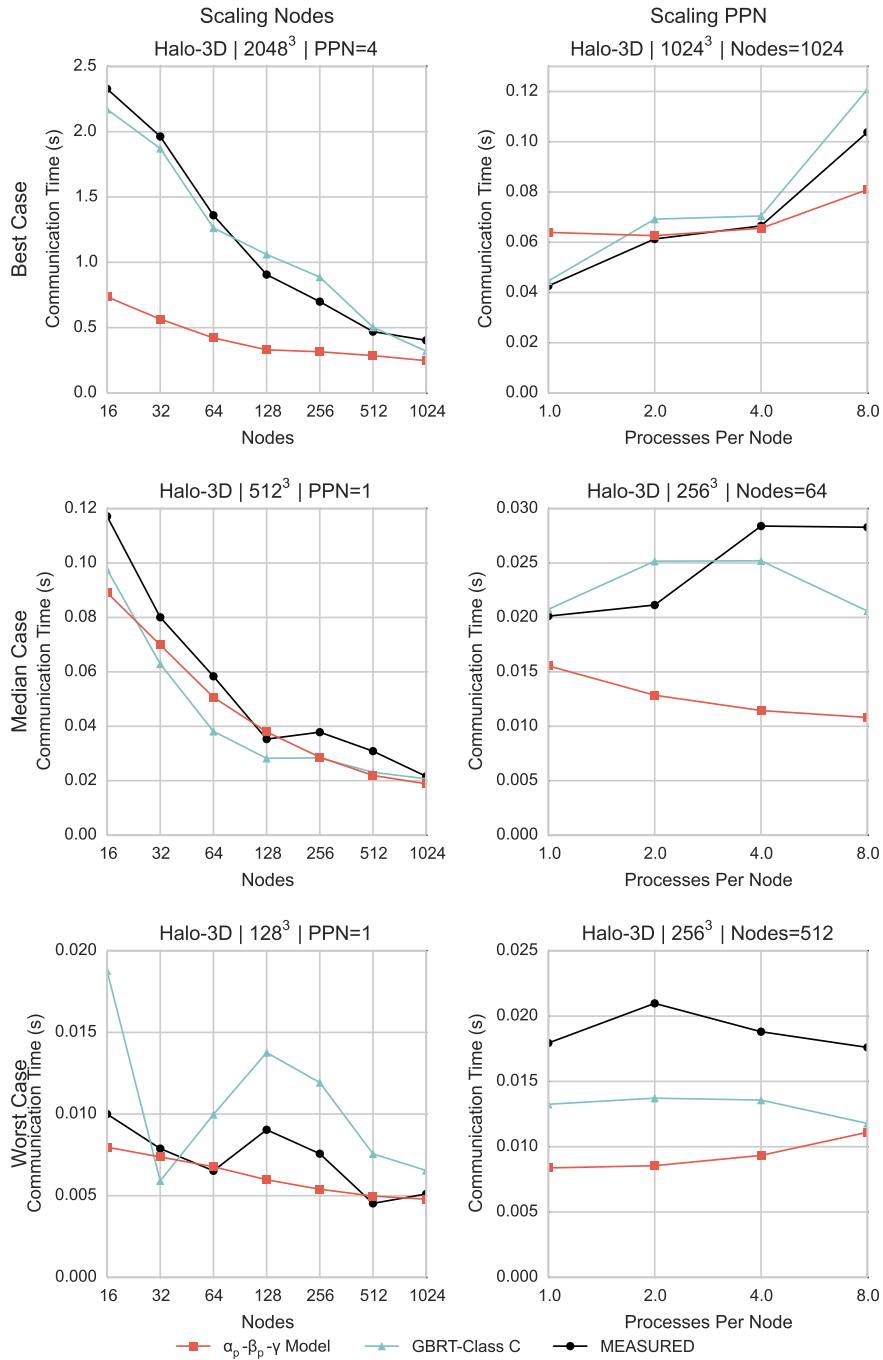 Scaling Nodes
Scaling PPN
Best Case
Halo-3D | 2048³ | PPN=4
Communication Time (s)
2.5
2.0
1.5
1.0
0.5
0.0
16 32 64 128 256 512 1024
Nodes
Halo-3D | 1024³ | Nodes=1024
Communication Time (s)
0.12
0.10
0.08
0.06
0.04
0.02
0.00
1.0 2.0 4.0 8.0
Processes Per Node
Median Case
Halo-3D | 512³ | PPN=1
Communication Time (s)
0.12
0.10
0.08
0.06
0.04
0.02
0.00
16 32 64 128 256 512 1024
Nodes
Halo-3D | 256³ | Nodes=64
Communication Time (s)
0.030
0.025
0.020
0.015
0.010
0.005
0.000
1.0 2.0 4.0 8.0
Processes Per Node
Worst Case
Halo-3D | 128³ | PPN=1
Communication Time (s)
0.020
0.015
0.010
0.005
0.000
16 32 64 128 256 512 1024
Nodes
Halo-3D | 256³ | Nodes=512
Communication Time (s)
0.025
0.020
0.015
0.010
0.005
0.000
1.0 2.0 4.0 8.0
Processes Per Node
αₚ-βₚ-γ Model GBRT-Class C MEASURED